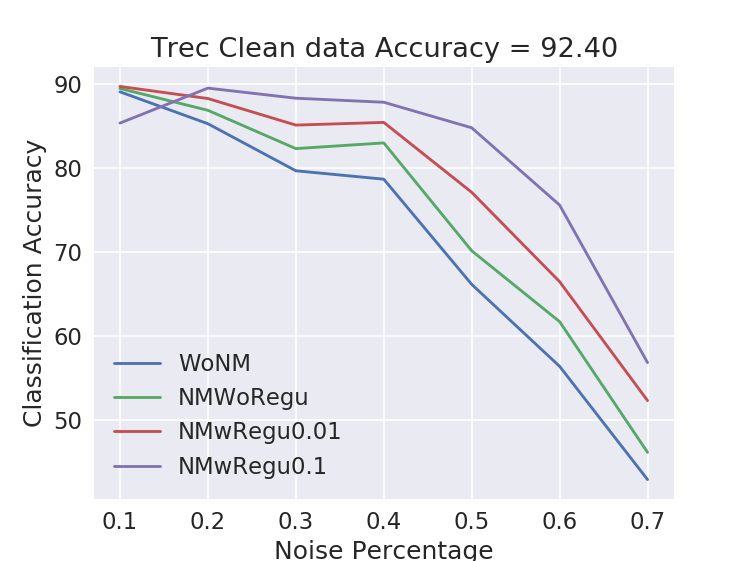 Trec Clean data Accuracy = 92.40
Classification Accuracy
90
80
70
60
50
WoNM
NMWoRegu
NMwRegu0.01
NMwRegu0.1
0.1 0.2 0.3 0.4 0.5 0.6 0.7
Noise Percentage